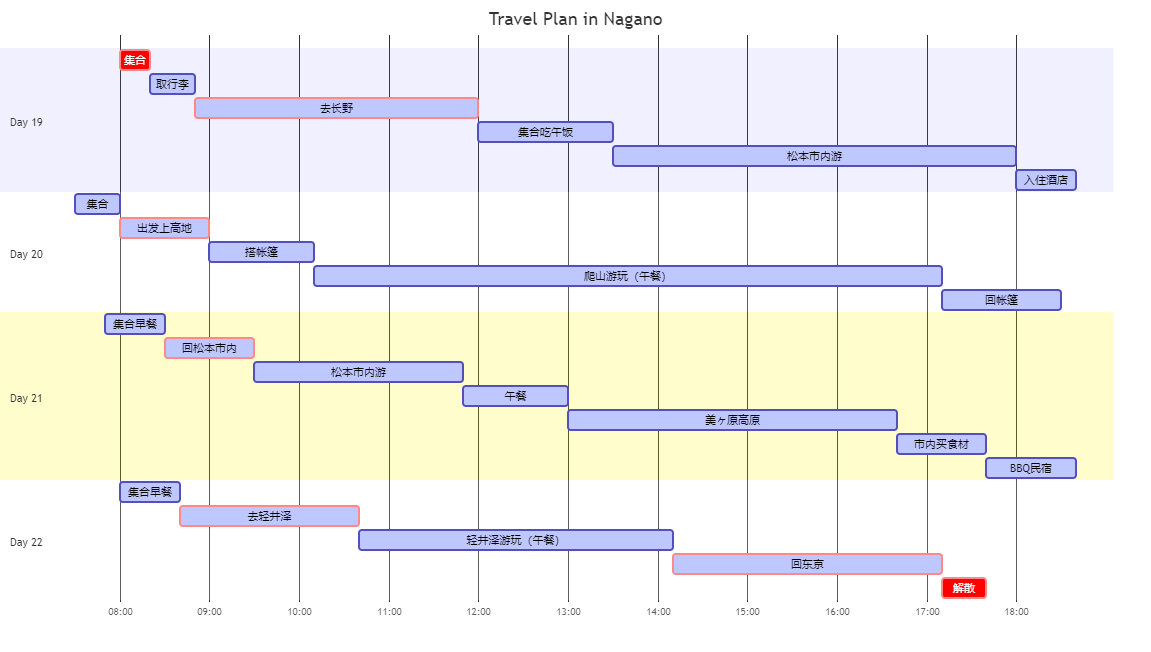 Travel Plan in Nagano
集合
取行李
去长野
Day 19
集合吃午饭
松本市内游
入住酒店
集合
出发上高地
Day 20
搭帐篷
爬山游玩（午餐）
回帐篷
集合早餐
回松本市内
松本市内游
Day 21
午餐
美ヶ原高原
市内买食材
BBQ民宿
集合早餐
去轻井泽
Day 22
轻井泽游玩（午餐）
回东京
解散
08:00 09:00 10:00 11:00 12:00 13:00 14:00 15:00 16:00 17:00 18:00